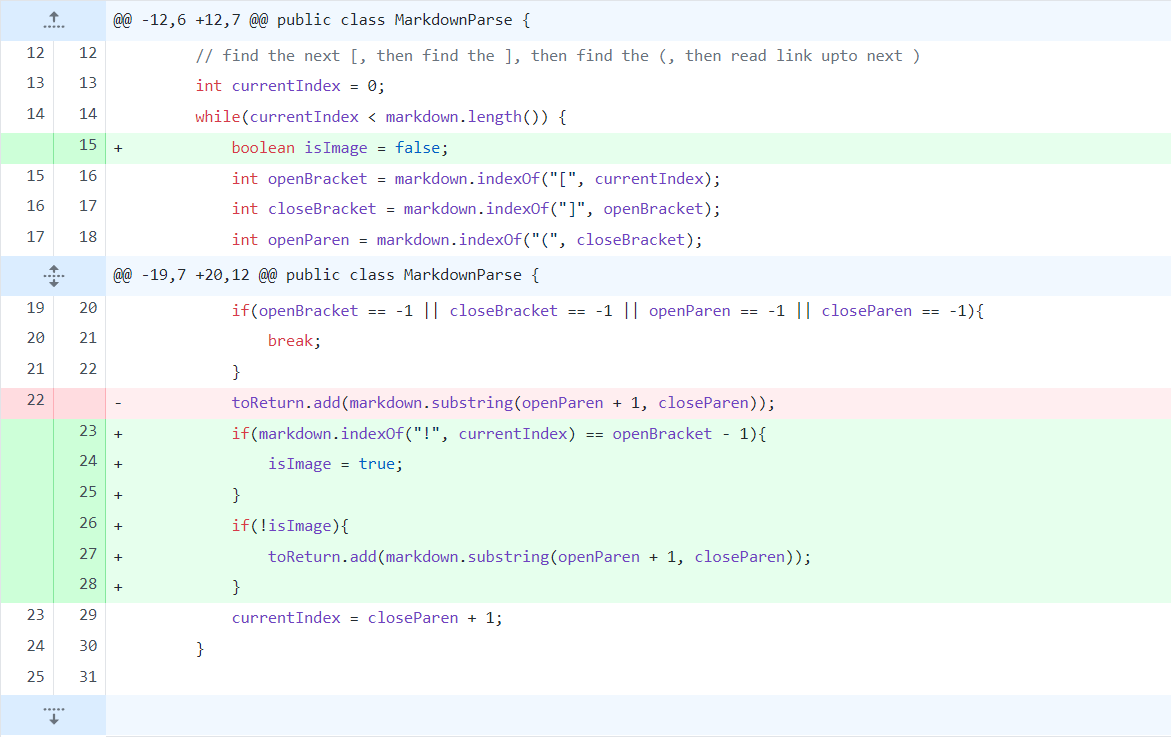 @@ -12,6 +12,7 @@ public class MarkdownParse {
12 12 // find the next [, then find the ], then find the (, then read link upto next )
13 13 int currentIndex = 0;
14 14 while(currentIndex < markdown.length()) {
15 + boolean isImage = false;
15 16 int openBracket = markdown.indexOf("[", currentIndex);
16 17 int closeBracket = markdown.indexOf("]", openBracket);
17 18 int openParen = markdown.indexOf("(", closeBracket);
@@ -19,7 +20,12 @@ public class MarkdownParse {
19 20 if(openBracket == -1 || closeBracket == -1 || openParen == -1 || closeParen == -1){
20 21 break;
21 22 }
22 - toReturn.add(markdown.substring(openParen + 1, closeParen));
23 + if(markdown.indexOf("!", currentIndex) == openBracket - 1){
24 + isImage = true;
25 + }
26 + if(!isImage){
27 + toReturn.add(markdown.substring(openParen + 1, closeParen));
28 + }
23 29 currentIndex = closeParen + 1;
24 30 }
25 31